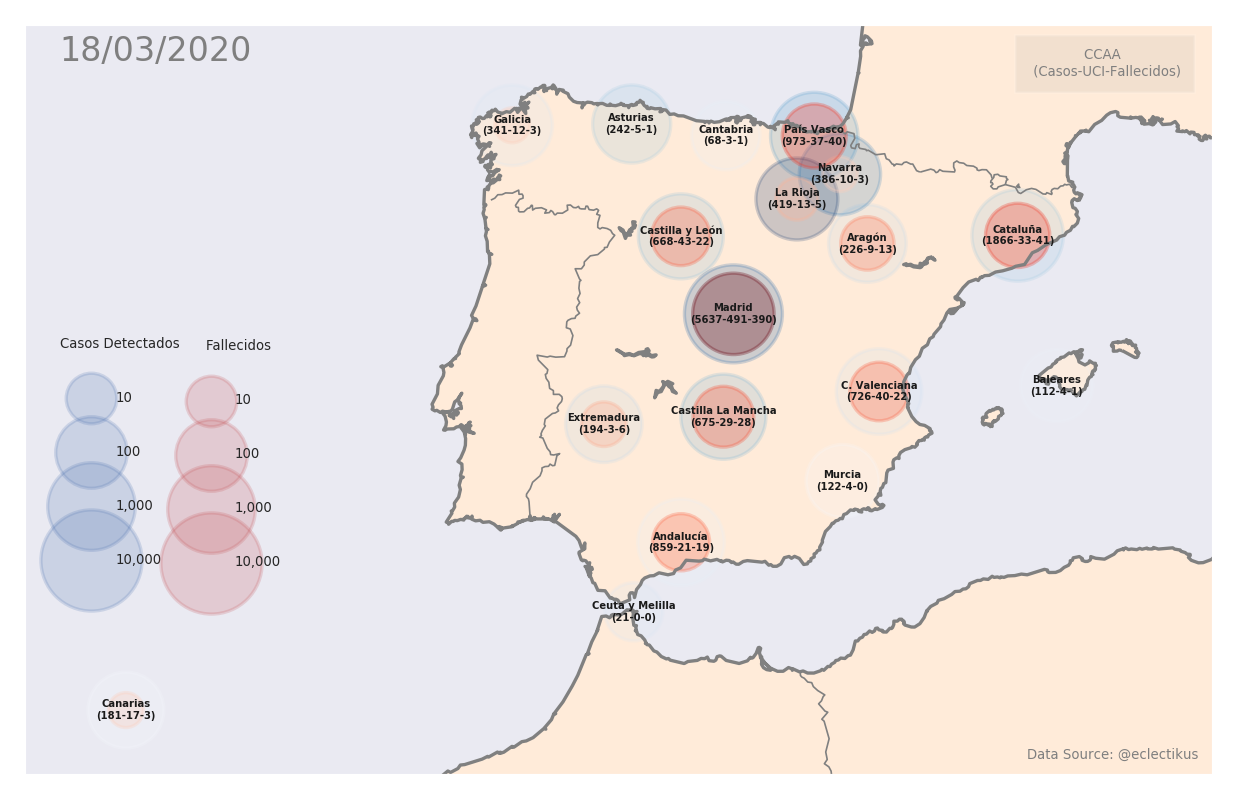 18/03/2020
CCAA
(Casos-UCI-Fallecidos)
Galicia
(341-12-3)
Asturias
(242-5-1)
Cantabria
(68-3-1)
País Vasco
(973-37-40)
Navarra
(386-10-3)
La Rioja
(419-13-5)
Castilla y León
(668-43-22)
Aragón
(226-9-13)
Cataluña
(1866-33-41)
Madrid
(5637-491-390)
Casos Detectados
Fallecidos
10
100
1,000
10,000
10
100
1,000
10,000
Baleares
(112-4-1)
C. Valenciana
(726-40-22)
Castilla La Mancha
(675-29-28)
Extremadura
(194-3-6)
Murcia
(122-4-0)
Andalucía
(859-21-19)
Ceuta y Melilla
(21-0-0)
Canarias
(181-17-3)
Data Source: @eclectikus